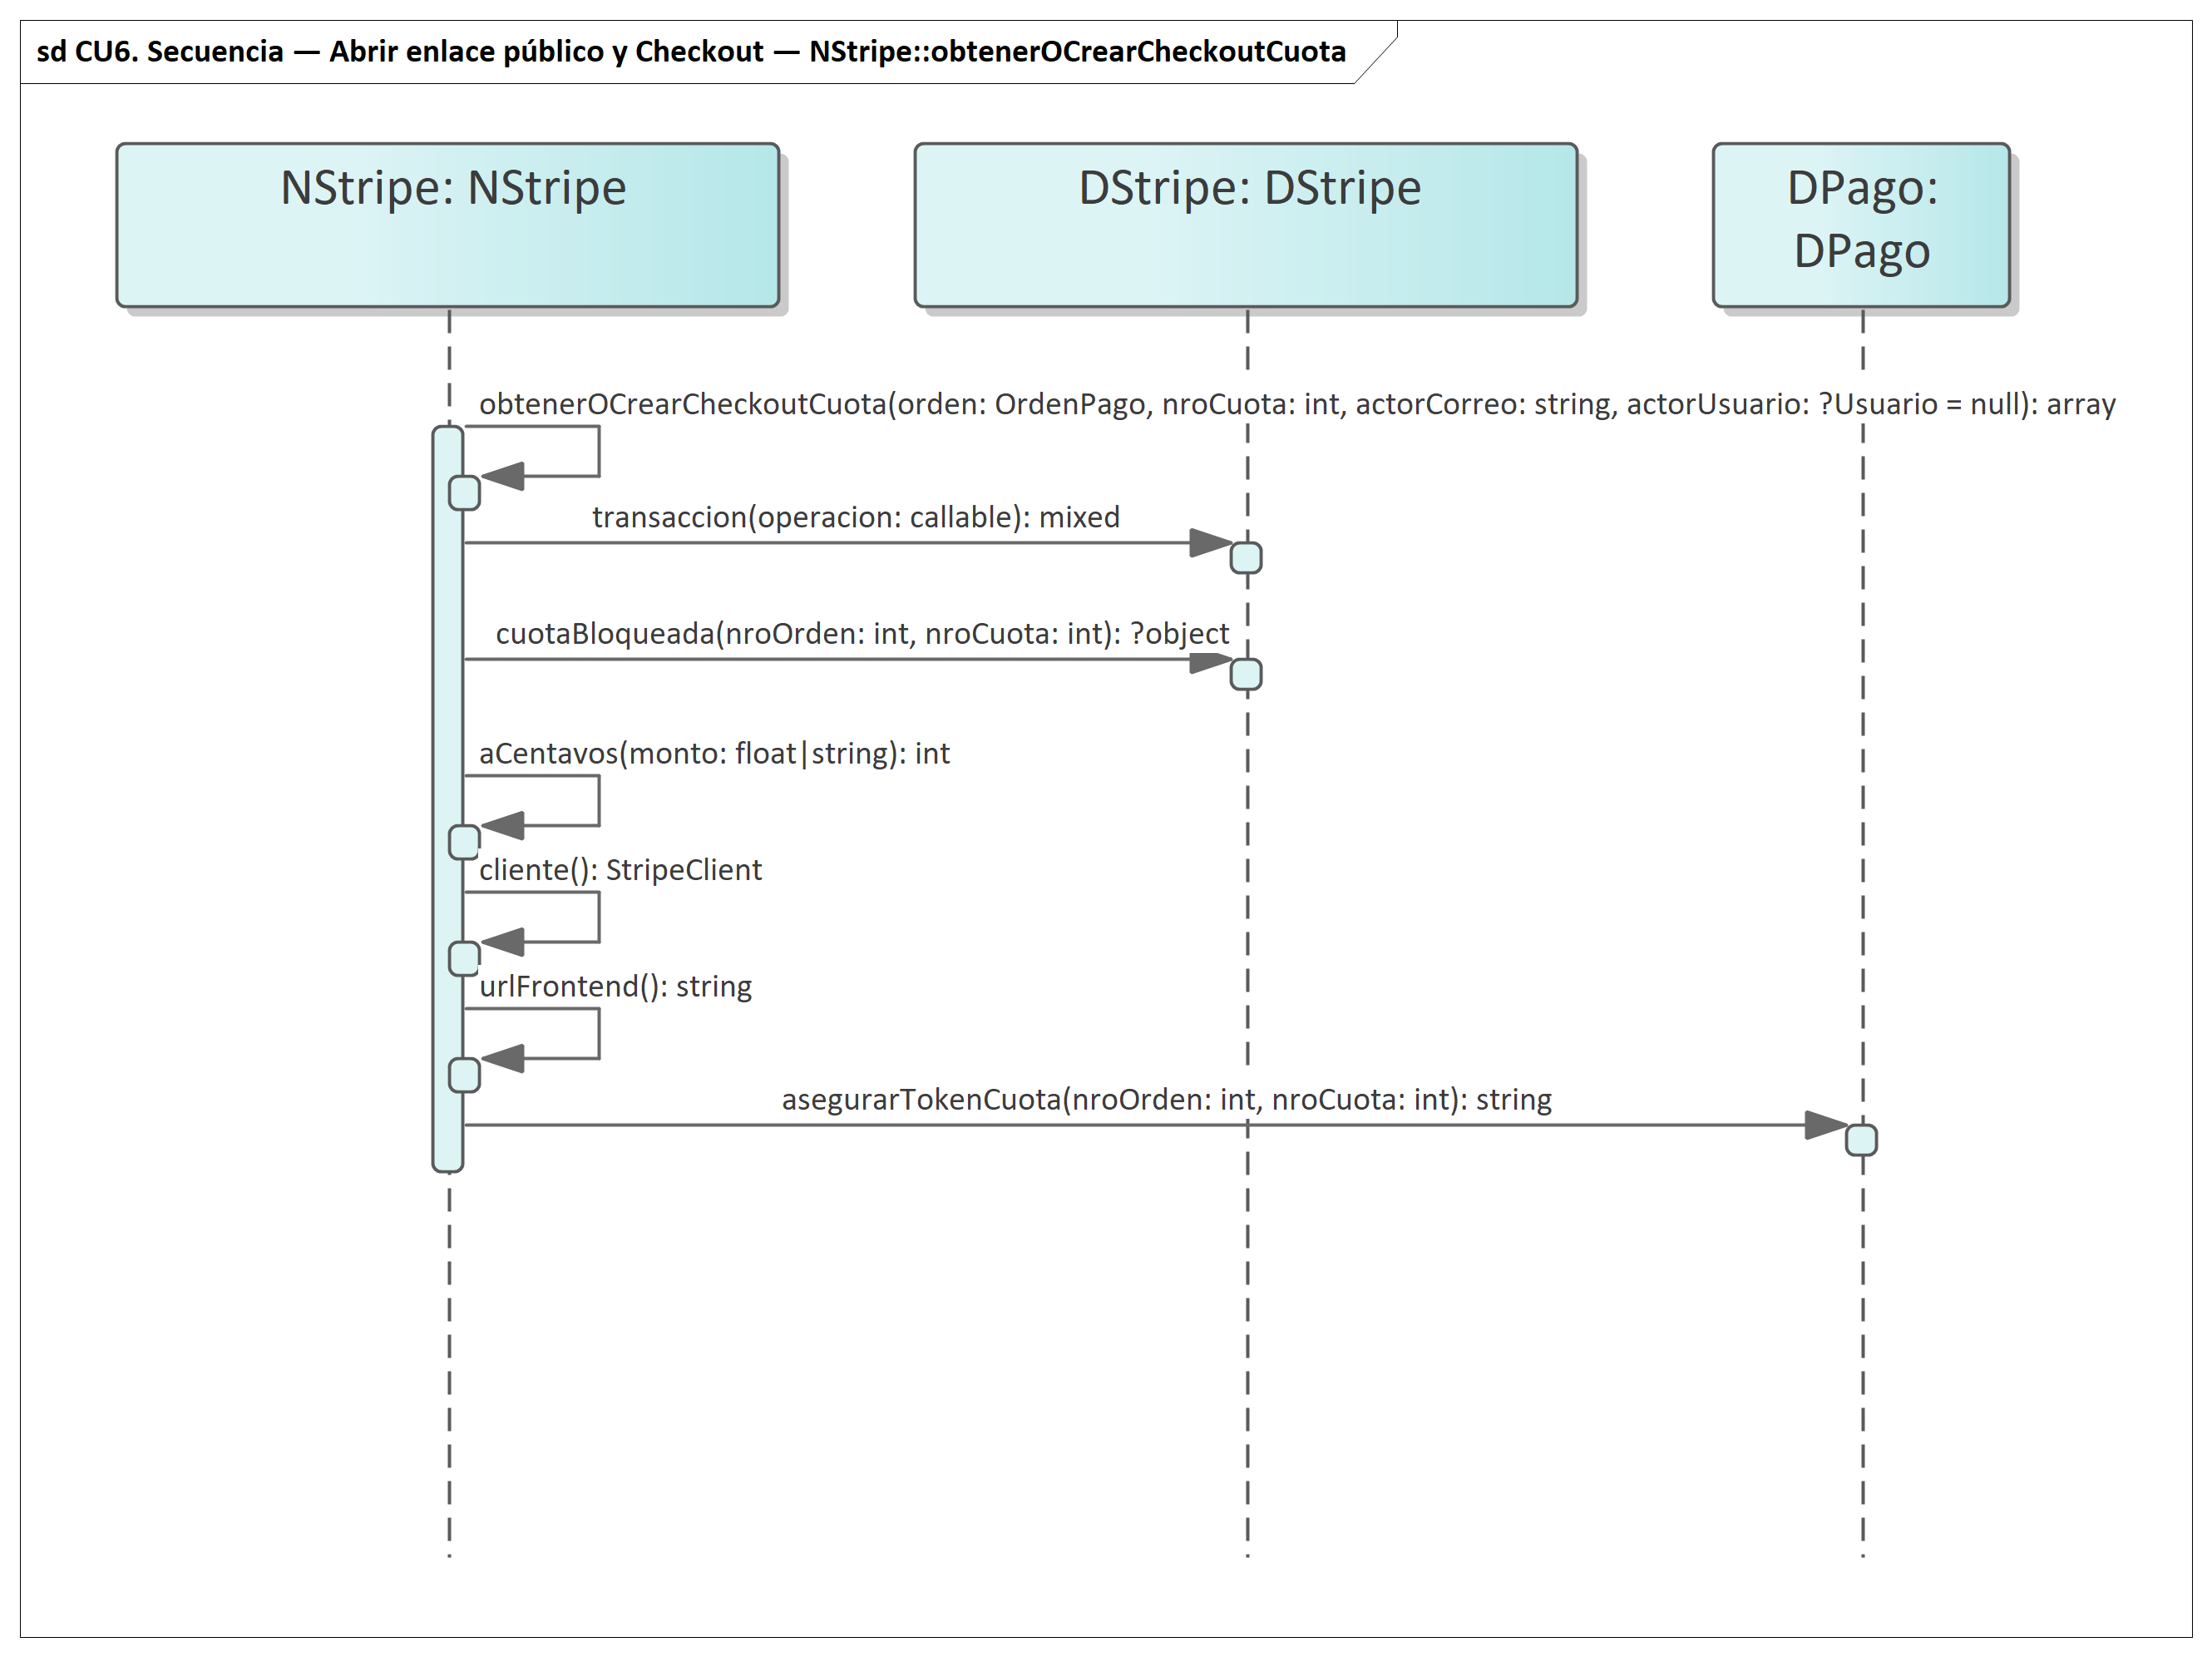 sd CU6. Secuencia — Abrir enlace público y Checkout — NStripe::obtenerOCrearCheckoutCuota
NStripe: NStripe
DStripe: DStripe
DPago:
DPago
obtenerOCrearCheckoutCuota(orden: OrdenPago, nroCuota: int, actorCorreo: string, actorUsuario: ?Usuario = null): array
transaccion(operacion: callable): mixed
cuotaBloqueada(nroOrden: int, nroCuota: int): ?object
aCentavos(monto: float|string): int
cliente(): StripeClient
urlFrontend(): string
asegurarTokenCuota(nroOrden: int, nroCuota: int): string